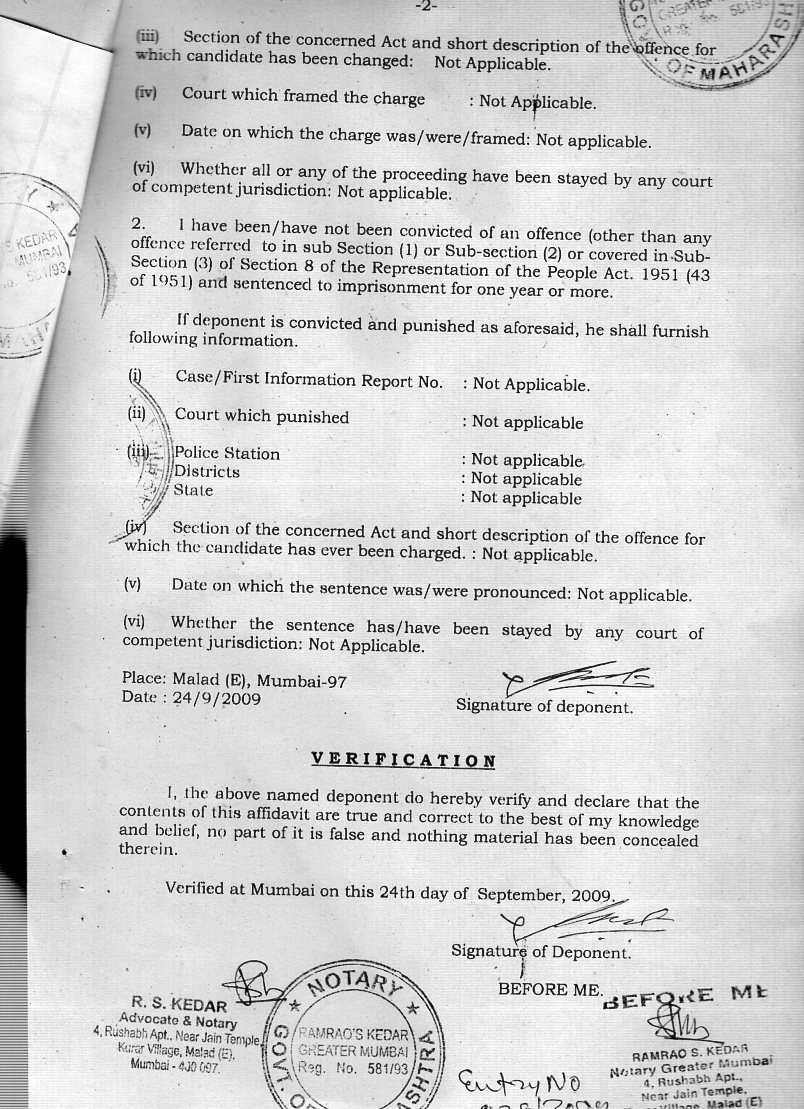 -2-
(iii) Section of the concerned Act and short description of the offence for
which candidate has been changed: Not Applicable.
(iv) Court which framed the charge : Not Applicable.
(v) Date on which the charge was/were/framed: Not applicable.
(vi) Whether all or any of the proceeding have been stayed by any court
of competent jurisdiction: Not applicable.
2. I have been/have not been convicted of an offence (other than any
offence referred to in sub Section (1) or Sub-section (2) or covered in Sub-
Section (3) of Section 8 of the Representation of the People Act. 1951 (43
of 1951) and sentenced to imprisonment for one year or more.
If deponent is convicted and punished as aforesaid, he shall furnish
following information.
(i) Case/First Information Report No. : Not Applicable.
(ii) Court which punished : Not applicable
(iii) Police Station : Not applicable
Districts : Not applicable
State : Not applicable
(iv) Section of the concerned Act and short description of the offence for
which the candidate has ever been charged. : Not applicable.
(v) Date on which the sentence was/were pronounced: Not applicable.
(vi) Whether the sentence has/have been stayed by any court of
competent jurisdiction: Not Applicable.
Place: Malad (E), Mumbai-97
Date : 24/9/2009
Signature of deponent.
VERIFICATION
I, the above named deponent do hereby verify and declare that the
contents of this affidavit are true and correct to the best of my knowledge
and belief, no part of it is false and nothing material has been concealed
therein.
Verified at Mumbai on this 24th day of September, 2009.
Signature of Deponent.
BEFORE ME.
BEFORE ME
R. S. KEDAR
Advocate & Notary
4, Rushabh Apt., Near Jain Temple,
Kurar Village, Malad (E),
Mumbai - 400 097.
NOTARY
RAMRAO'S KEDAR
GREATER MUMBAI
Reg. No. 581/93
GOVT. OF
RAMRAO S. KEDAR
Notary Greater Mumbai
4, Rushabh Apt.,
Near Jain Temple,
Village, Malad (E)
Entry No
OF MAHARASH
Reg. No. 581/93
S KEDAR
MUMBAI
No. 581/93